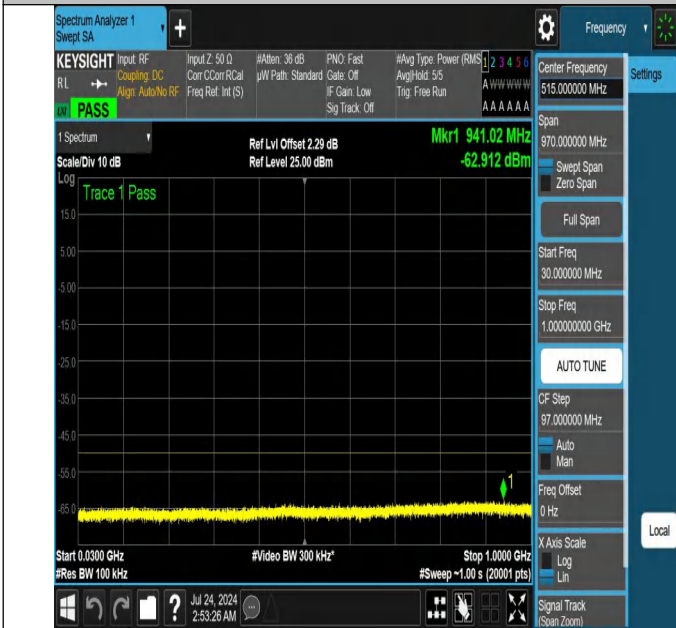 Spectrum Analyzer 1
Swept SA
+
Frequency
KEYSIGHT
Input: RF
Input Z: 50 Ω
#Atten: 36 dB
PNO: Fast
#Avg Type: Power (RMS
1 2 3 4 5 6
RL
Coupling: DC
Corr CCorr RCal
µW Path: Standard
Gate: Off
Avg|Hold: 5/5
A W W W W W
Align: Auto/No RF
Freq Ref: Int (S)
IF Gain: Low
Trig: Free Run
Sig Track: Off
A A A A A A
PASS
1 Spectrum
Ref Lvl Offset 2.29 dB
Mkr1 941.02 MHz
Scale/Div 10 dB
Ref Level 25.00 dBm
-62.912 dBm
Log
Trace 1 Pass
15.0
5.00
-5.00
-15.0
-25.0
-35.0
-45.0
-55.0
-65.0
1
Start 0.0300 GHz
#Video BW 300 kHz*
Stop 1.0000 GHz
#Res BW 100 kHz
#Sweep ~1.00 s (20001 pts)
?
Jul 24, 2024
2:53:26 AM
Center Frequency
515.000000 MHz
Settings
Span
970.000000 MHz
Swept Span
Zero Span
Full Span
Start Freq
30.000000 MHz
Stop Freq
1.000000000 GHz
AUTO TUNE
CF Step
97.000000 MHz
Auto
Man
Freq Offset
0 Hz
X Axis Scale
Log
Lin
Local
Signal Track
(Span Zoom)